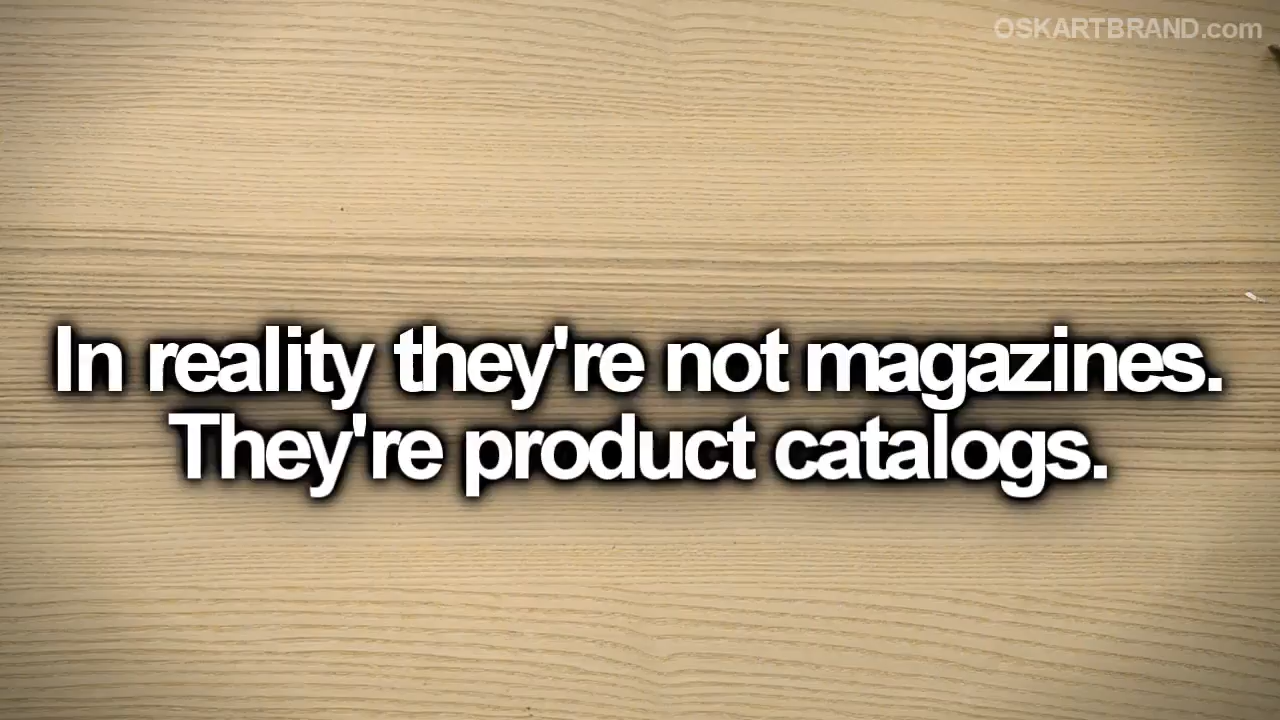 OSKARTBRAND.com
In reality they're not magazines.
They're product catalogs.